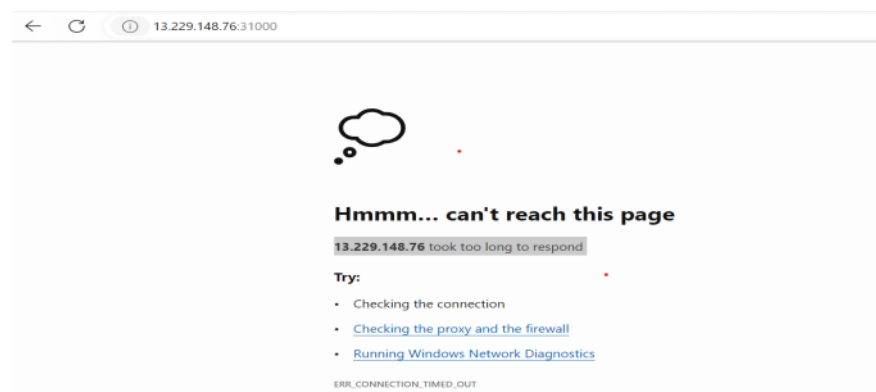 13.229.148.76:31000
Hmmm... can't reach this page
13.229.148.76 took too long to respond
Try:
• Checking the connection
• Checking the proxy and the firewall
• Running Windows Network Diagnostics
ERR_CONNECTION_TIMED_OUT